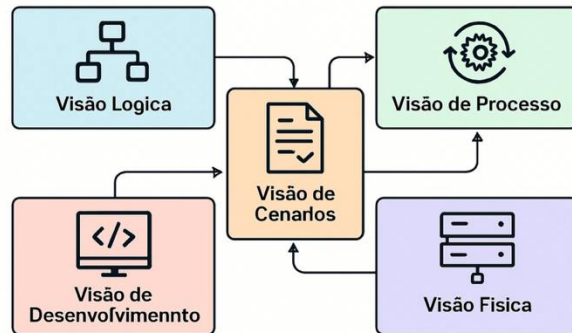 Visão Logica
Visão de Processo
Visão de
Cenarlos
</>
Visão de
Desenvolvimennto
Visão Fisica